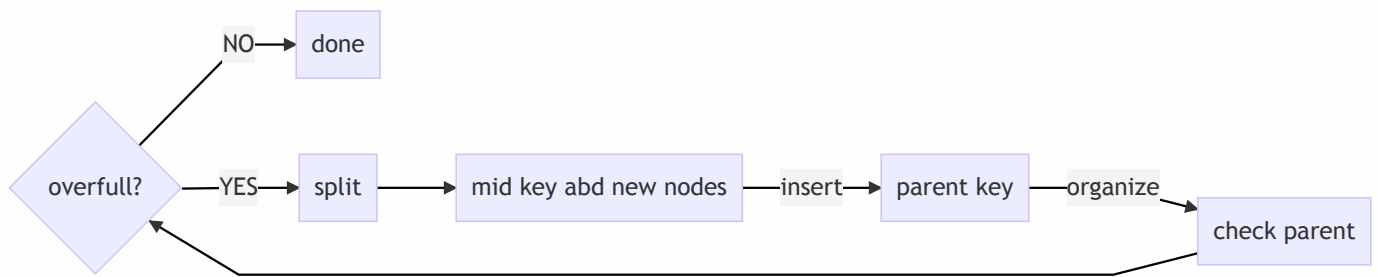 NO
done
overfull?
YES
split
mid key abd new nodes
insert
parent key
organize
check parent